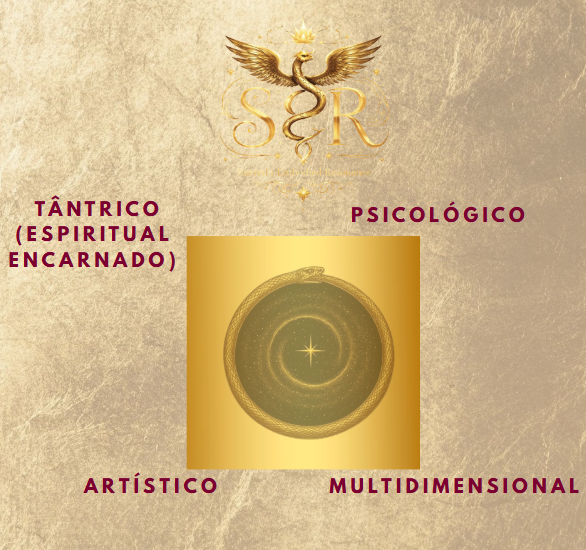 S R
TÂNTRICO
(ESPIRITUAL
ENCARNADO)
PSICOLÓGICO
ARTÍSTICO
MULTIDIMENSIONAL